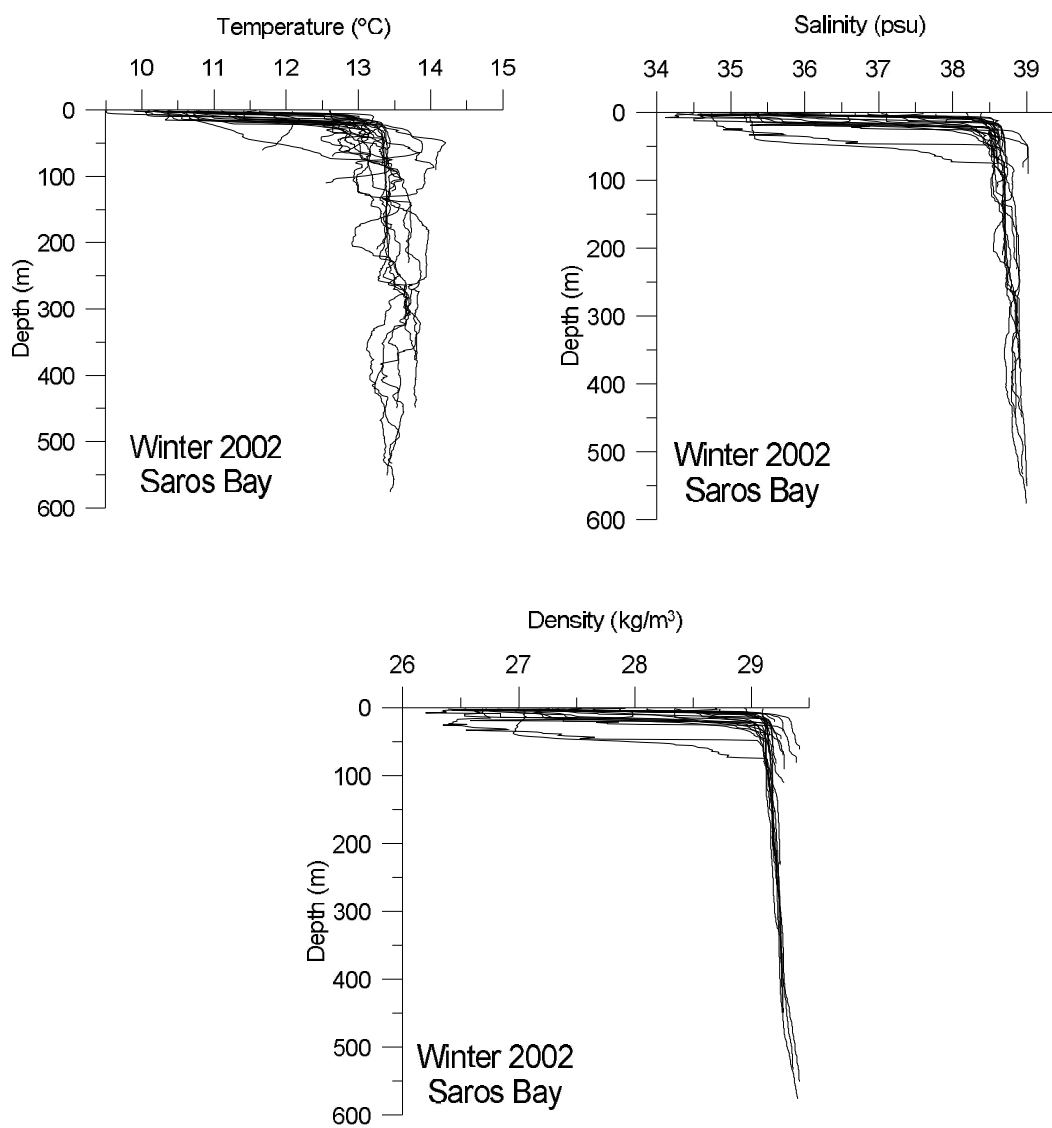 Temperature (°C)
10 11 12 13 14 15
0
100
200
300
400
500
600
Depth (m)
Winter 2002
Saros Bay
Salinity (psu)
34 35 36 37 38 39
0
100
200
300
400
500
600
Depth (m)
Winter 2002
Saros Bay
Density (kg/m³)
26 27 28 29
0
100
200
300
400
500
600
Depth (m)
Winter 2002
Saros Bay